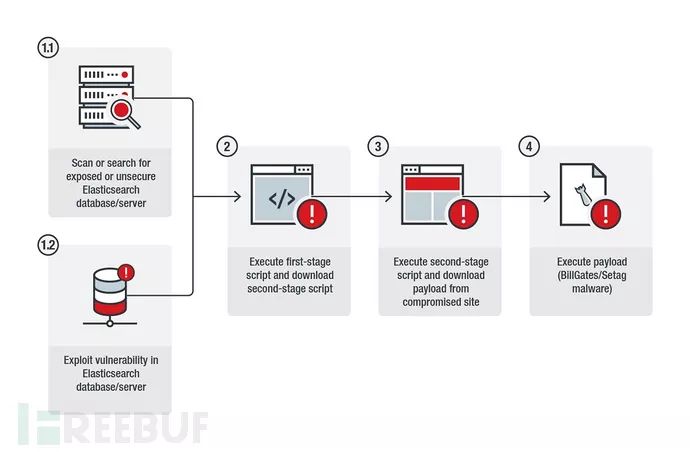 1.1
Scan or search for
exposed or unsecure
Elasticsearch
database/server
1.2
Exploit vulnerability in
Elasticsearch
database/server
2
</>
Execute first-stage
script and download
second-stage script
3
Execute second-stage
script and download
payload from
compromised site
4
Execute payload
(BillGates/Setag
malware)
FREEBUF